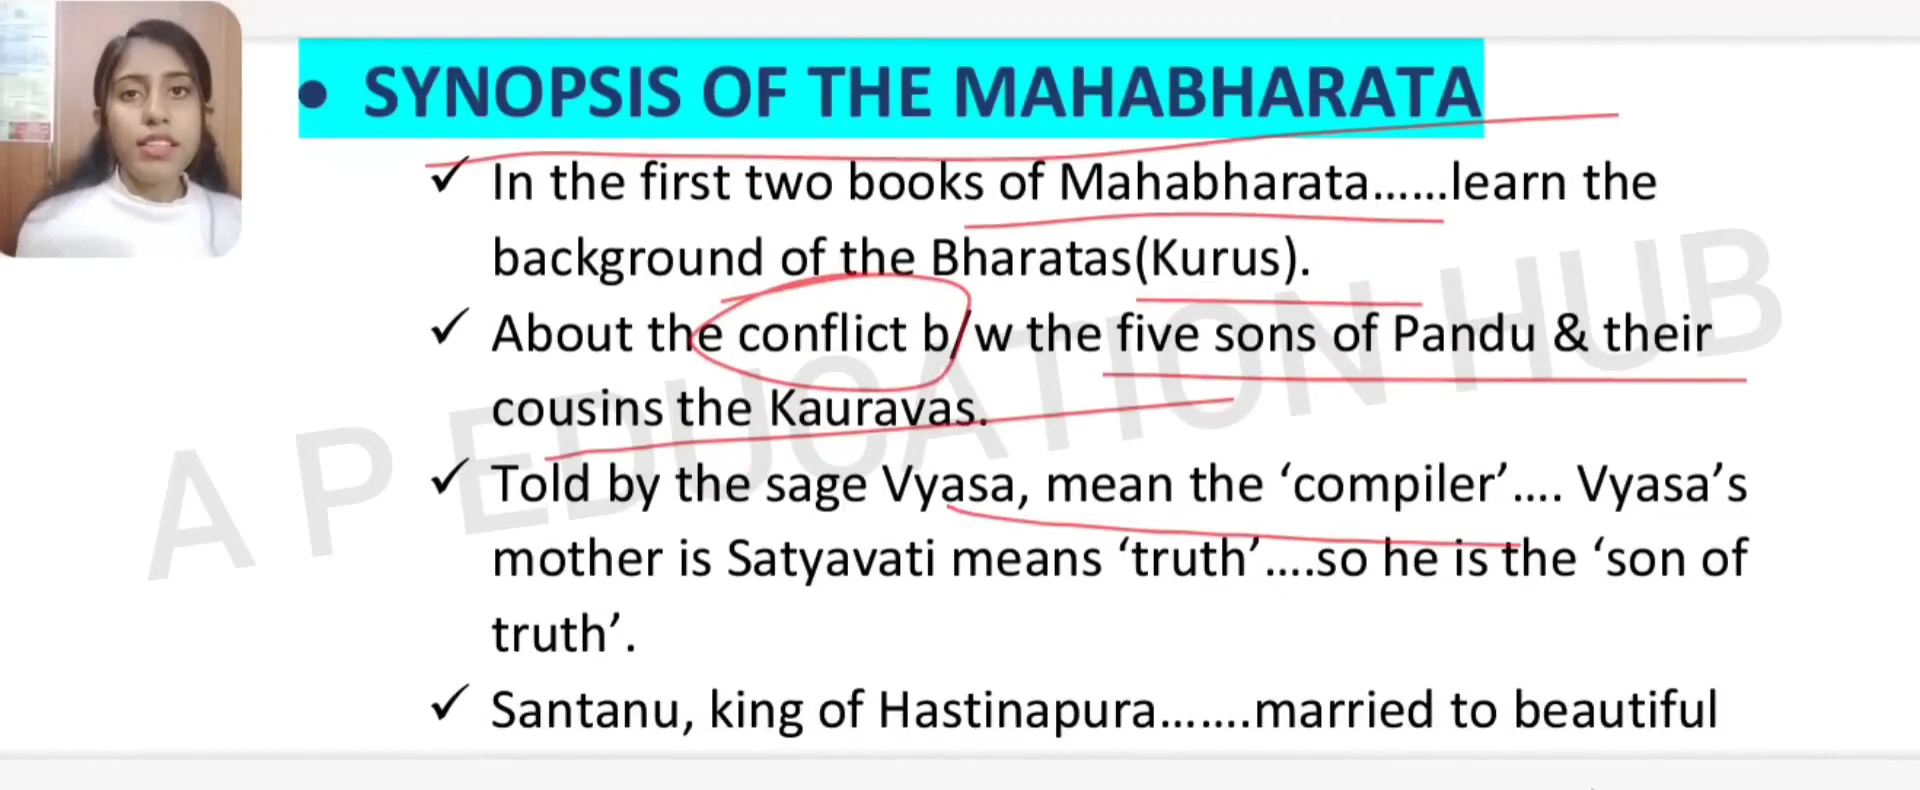 • SYNOPSIS OF THE MAHABHARATA
✓ In the first two books of Mahabharata......learn the
background of the Bharatas(Kurus).
✓ About the conflict b/w the five sons of Pandu & their
cousins the Kauravas.
✓ Told by the sage Vyasa, mean the ‘compiler’.... Vyasa’s
mother is Satyavati means ‘truth’....so he is the ‘son of
truth’.
✓ Santanu, king of Hastinapura.......married to beautiful
A P EDUCATION HUB